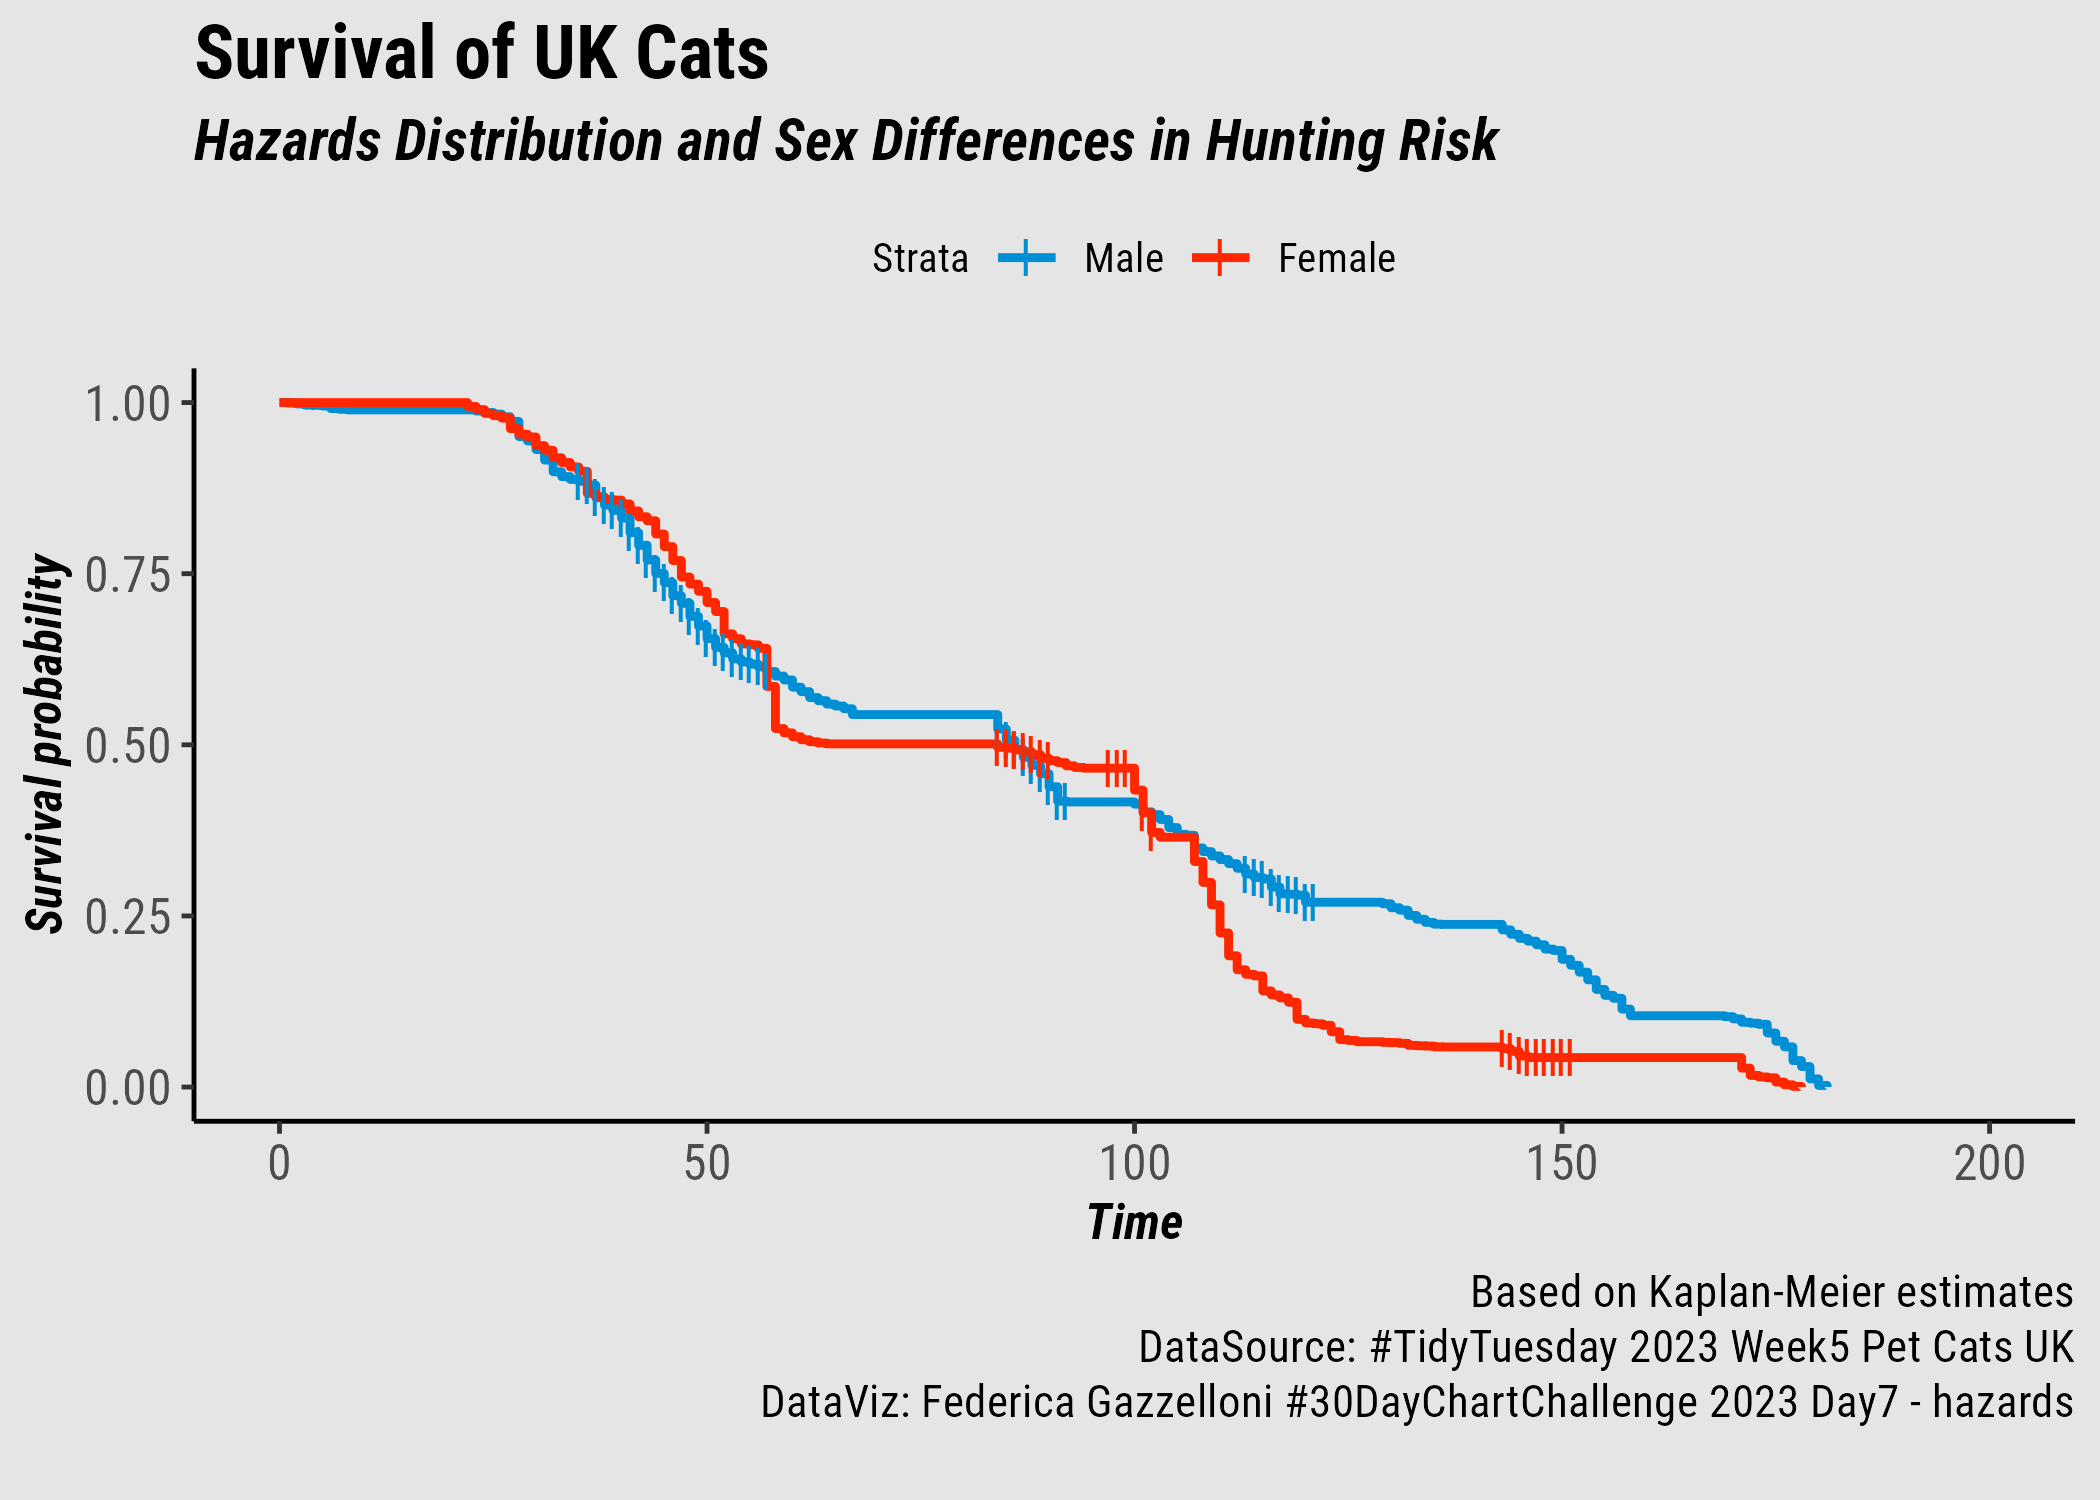 Survival of UK Cats
Hazards Distribution and Sex Differences in Hunting Risk
Strata Male Female
Survival probability
1.00
0.75
0.50
0.25
0.00
0 50 100 150 200
Time
Based on Kaplan-Meier estimates
DataSource: #TidyTuesday 2023 Week5 Pet Cats UK
DataViz: Federica Gazzelloni #30DayChartChallenge 2023 Day7 - hazards